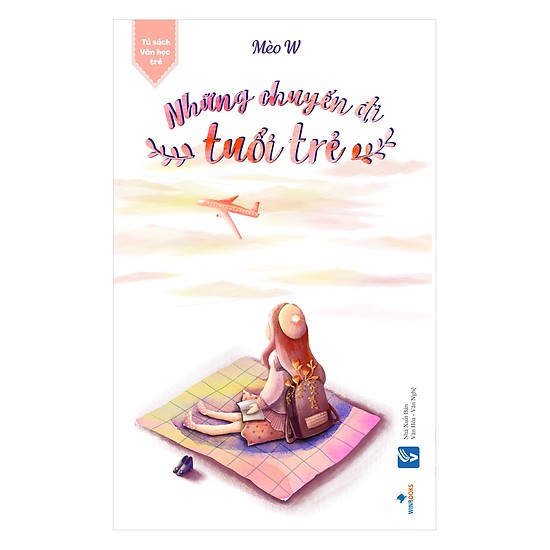 Tủ sách
Văn học
trẻ
Mèo W
Những chuyến đi
tuổi trẻ
Nhà Xuất Bản
Văn Hóa - Văn Nghệ
WINBOOKS